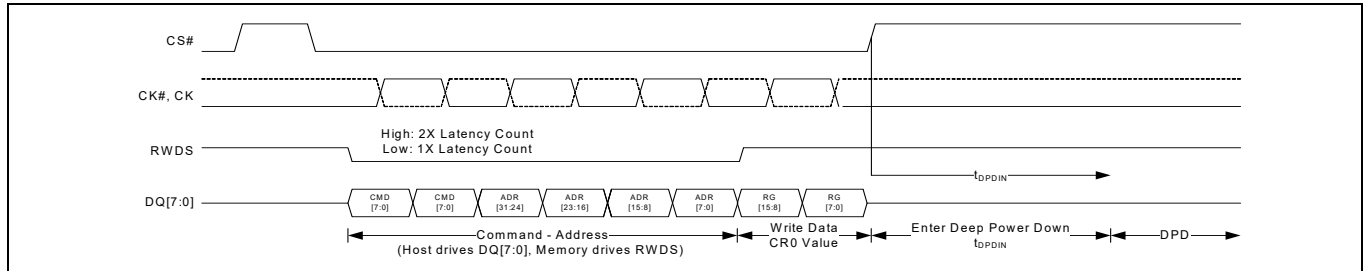 CS#
CK#, CK
High: 2X Latency Count
Low: 1X Latency Count
RWDS
tDPDIN
DQ[7:0]
CMD [7:0] CMD [7:0] ADR [31:24] ADR [23:16] ADR [15:8] ADR [7:0] RG [15:8] RG [7:0]
Command - Address
(Host drives DQ[7:0], Memory drives RWDS)
Write Data
CR0 Value
Enter Deep Power Down
tDPDIN
DPD